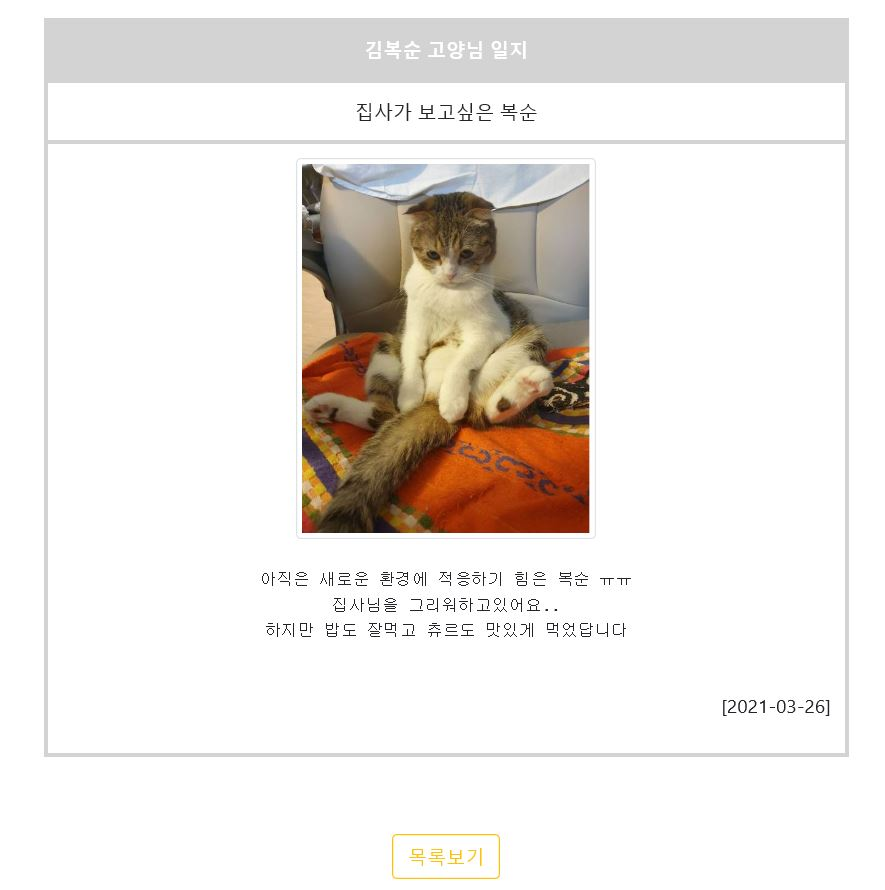 김복순 고양님 일지
집사가 보고싶은 복순
아직은 새로운 환경에 적응하기 힘은 복순 ㅠㅠ
집사님을 그리워하고있어요..
하지만 밥도 잘먹고 츄르도 맛있게 먹었답니다
[2021-03-26]
목록보기